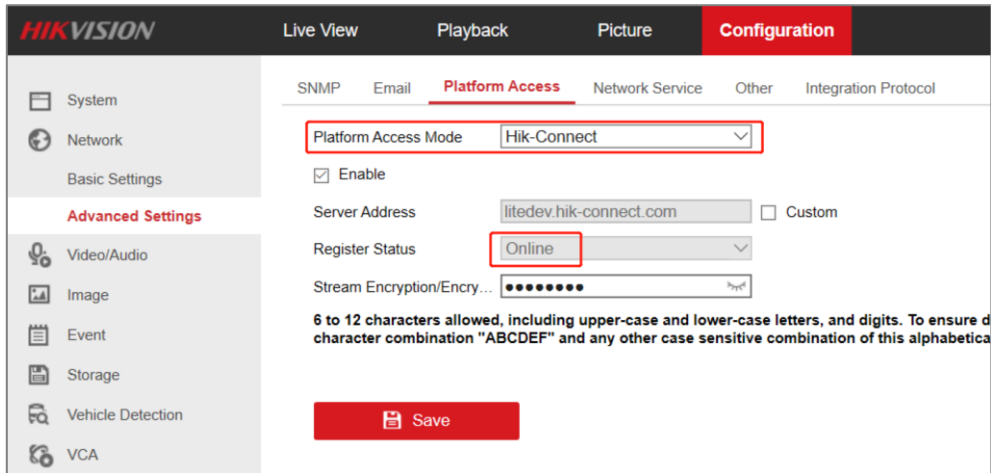 HIKVISION
Live View Playback Picture Configuration
SNMP Email Platform Access Network Service Other Integration Protocol
System
Network
Basic Settings
Advanced Settings
Video/Audio
Image
Event
Storage
Vehicle Detection
VCA
Platform Access Mode Hik-Connect
Enable
Server Address litedev.hik-connect.com Custom
Register Status Online
Stream Encryption/Encry... ●●●●●●●●
6 to 12 characters allowed, including upper-case and lower-case letters, and digits. To ensure d
character combination "ABCDEF" and any other case sensitive combination of this alphabetica
Save